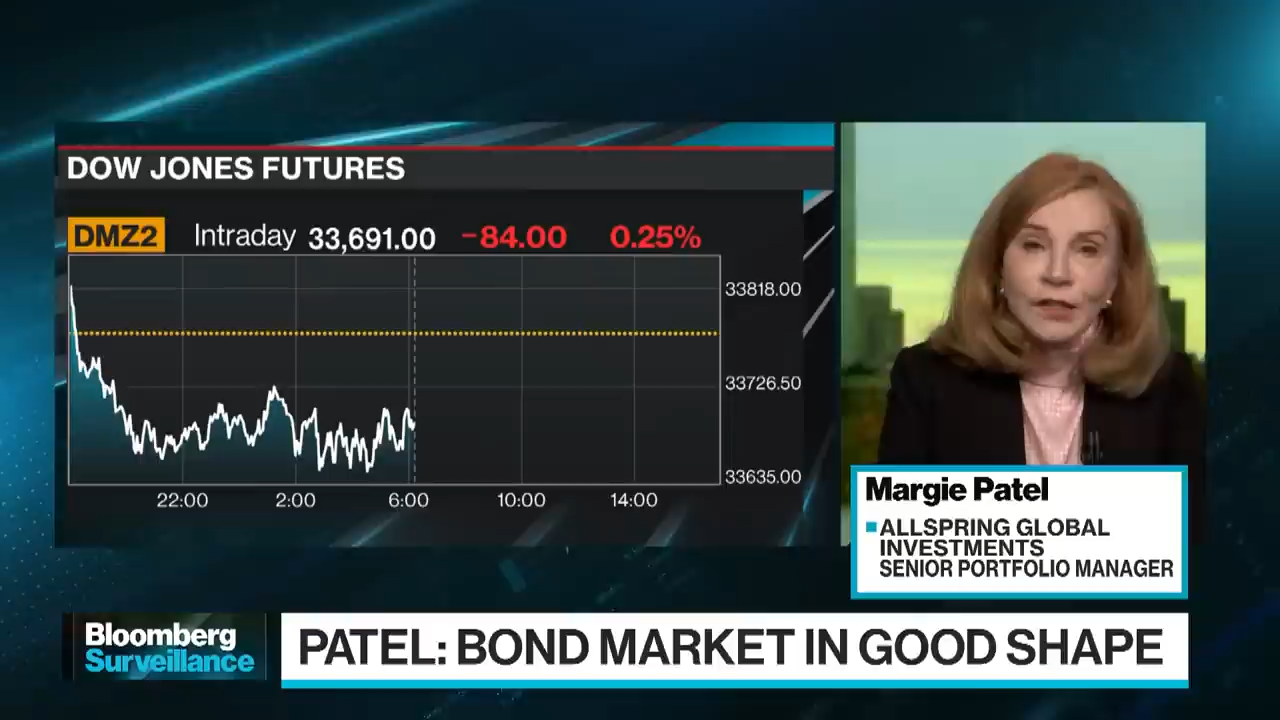 DOW JONES FUTURES
DMZ2 Intraday 33,691.00 -84.00 0.25%
33818.00
33726.50
33635.00
22:00 2:00 6:00 10:00 14:00
Margie Patel
ALLSPRING GLOBAL
INVESTMENTS
SENIOR PORTFOLIO MANAGER
Bloomberg
Surveillance
PATEL: BOND MARKET IN GOOD SHAPE